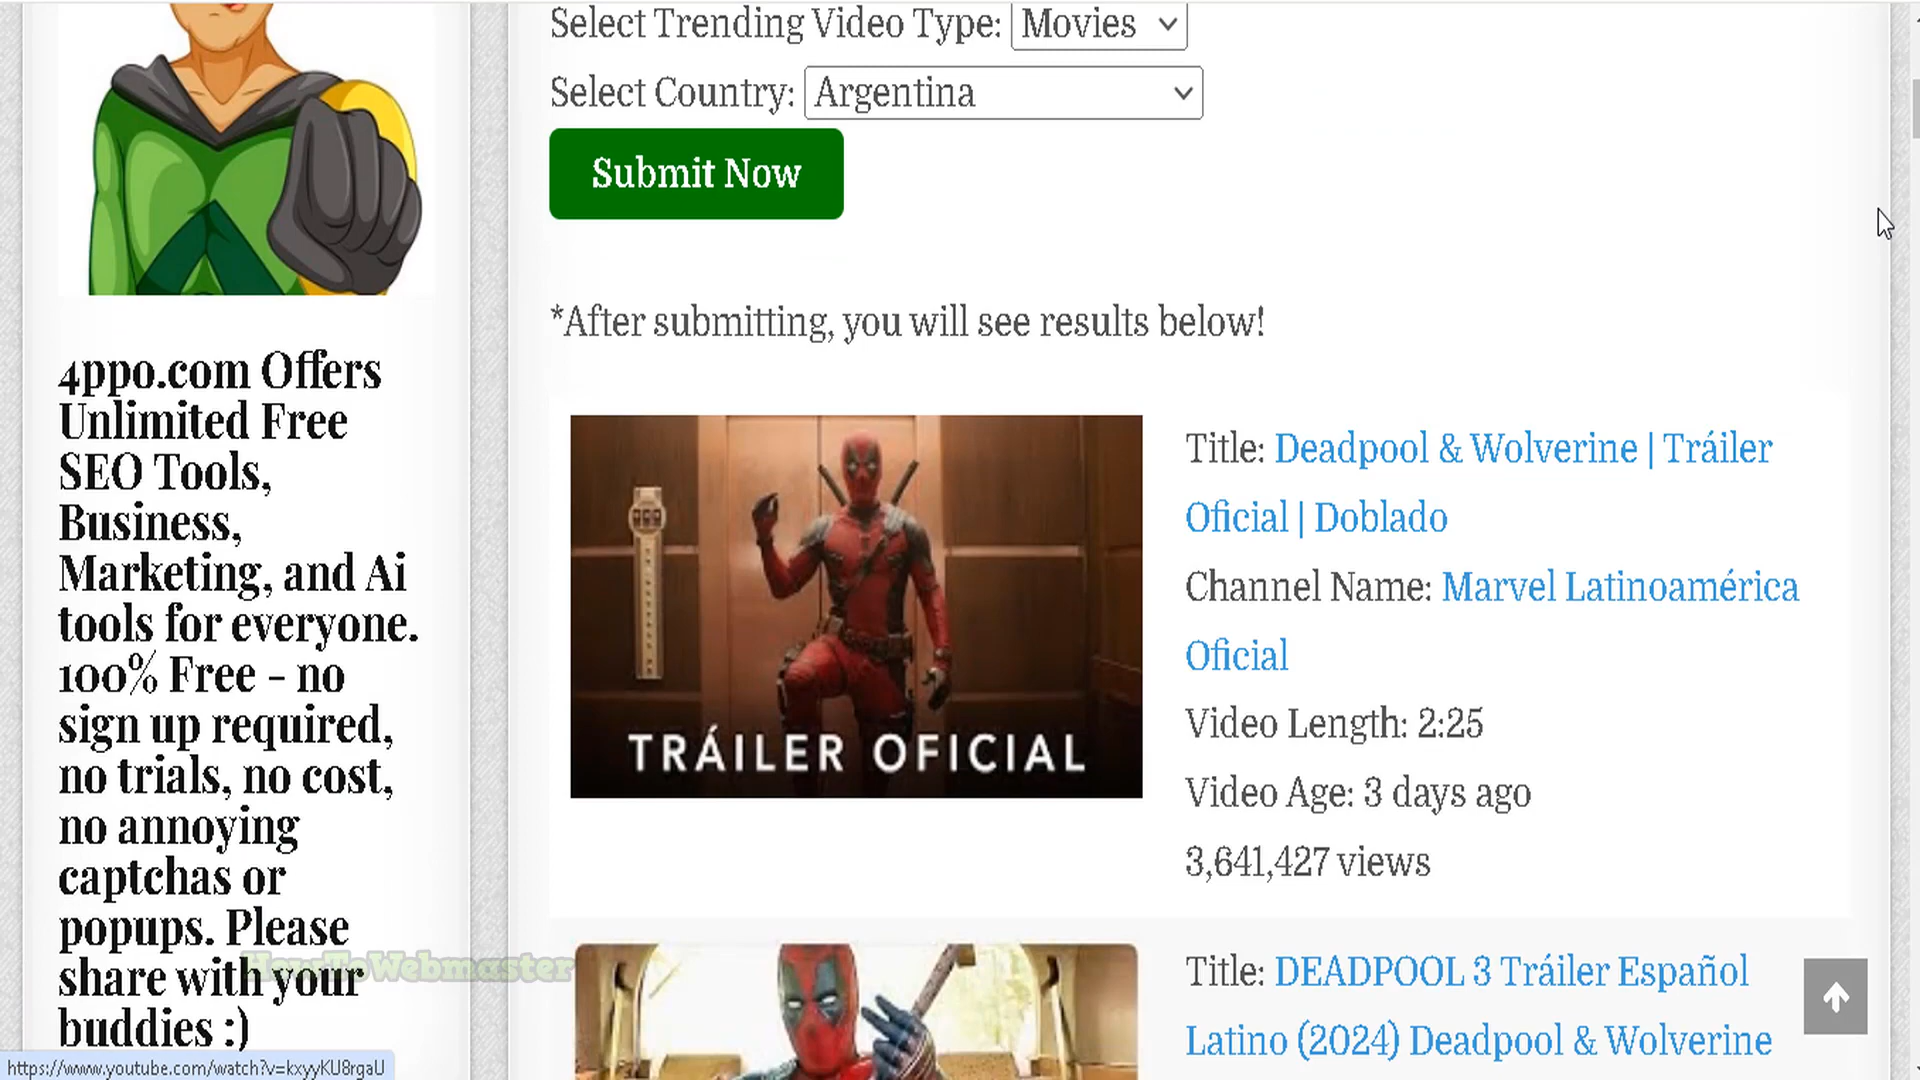 Select Trending Video Type: Movies
Select Country: Argentina
Submit Now
*After submitting, you will see results below!
4ppo.com Offers
Unlimited Free
SEO Tools,
Business,
Marketing, and Ai
tools for everyone.
100% Free - no
sign up required,
no trials, no cost,
no annoying
captchas or
popups. Please
share with your
buddies :)
HowToWebmaster
TRÁILER OFICIAL
Title: Deadpool & Wolverine | Tráiler
Oficial | Doblado
Channel Name: Marvel Latinoamérica
Oficial
Video Length: 2:25
Video Age: 3 days ago
3,641,427 views
Title: DEADPOOL 3 Tráiler Español
Latino (2024) Deadpool & Wolverine
https://www.youtube.com/watch?v=kxyyKU8rgaU